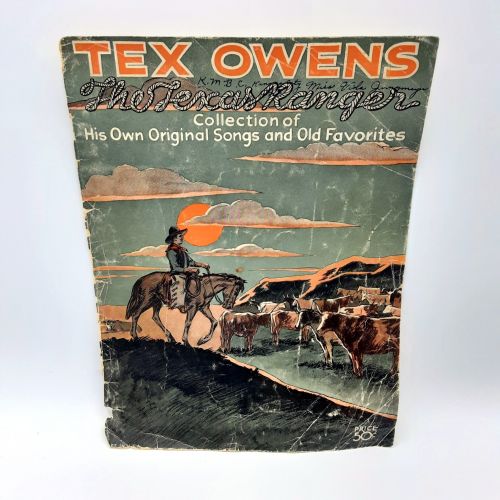 TEX OWENS
K.M.B.C.
The Texas Ranger
Collection of
His Own Original Songs and Old Favorites
PRICE
50¢